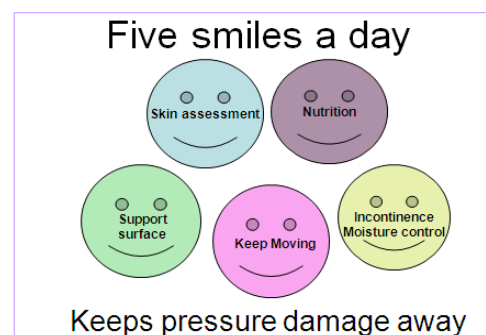 Five smiles a day
Skin assessment
Nutrition
Support
surface
Keep Moving
Incontinence
Moisture control
Keeps pressure damage away